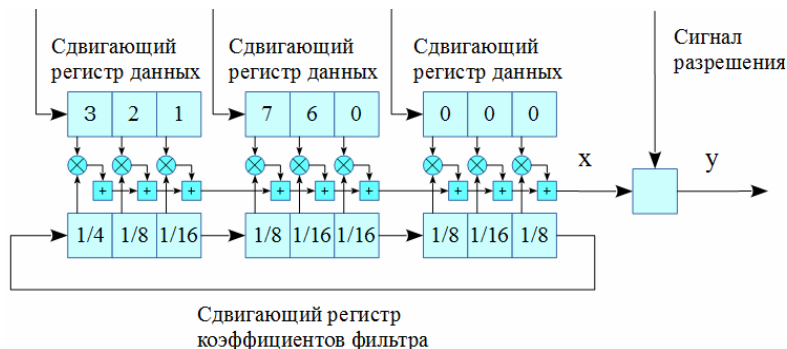 Сдвигающий
регистр данных
Сдвигающий
регистр данных
Сдвигающий
регистр данных
Сигнал
разрешения
3 2 1
7 6 0
0 0 0
x
y
+ + + + + + + + +
1/4 1/8 1/16
1/8 1/16 1/16
1/8 1/16 1/8
Сдвигающий регистр
коэффициентов фильтра